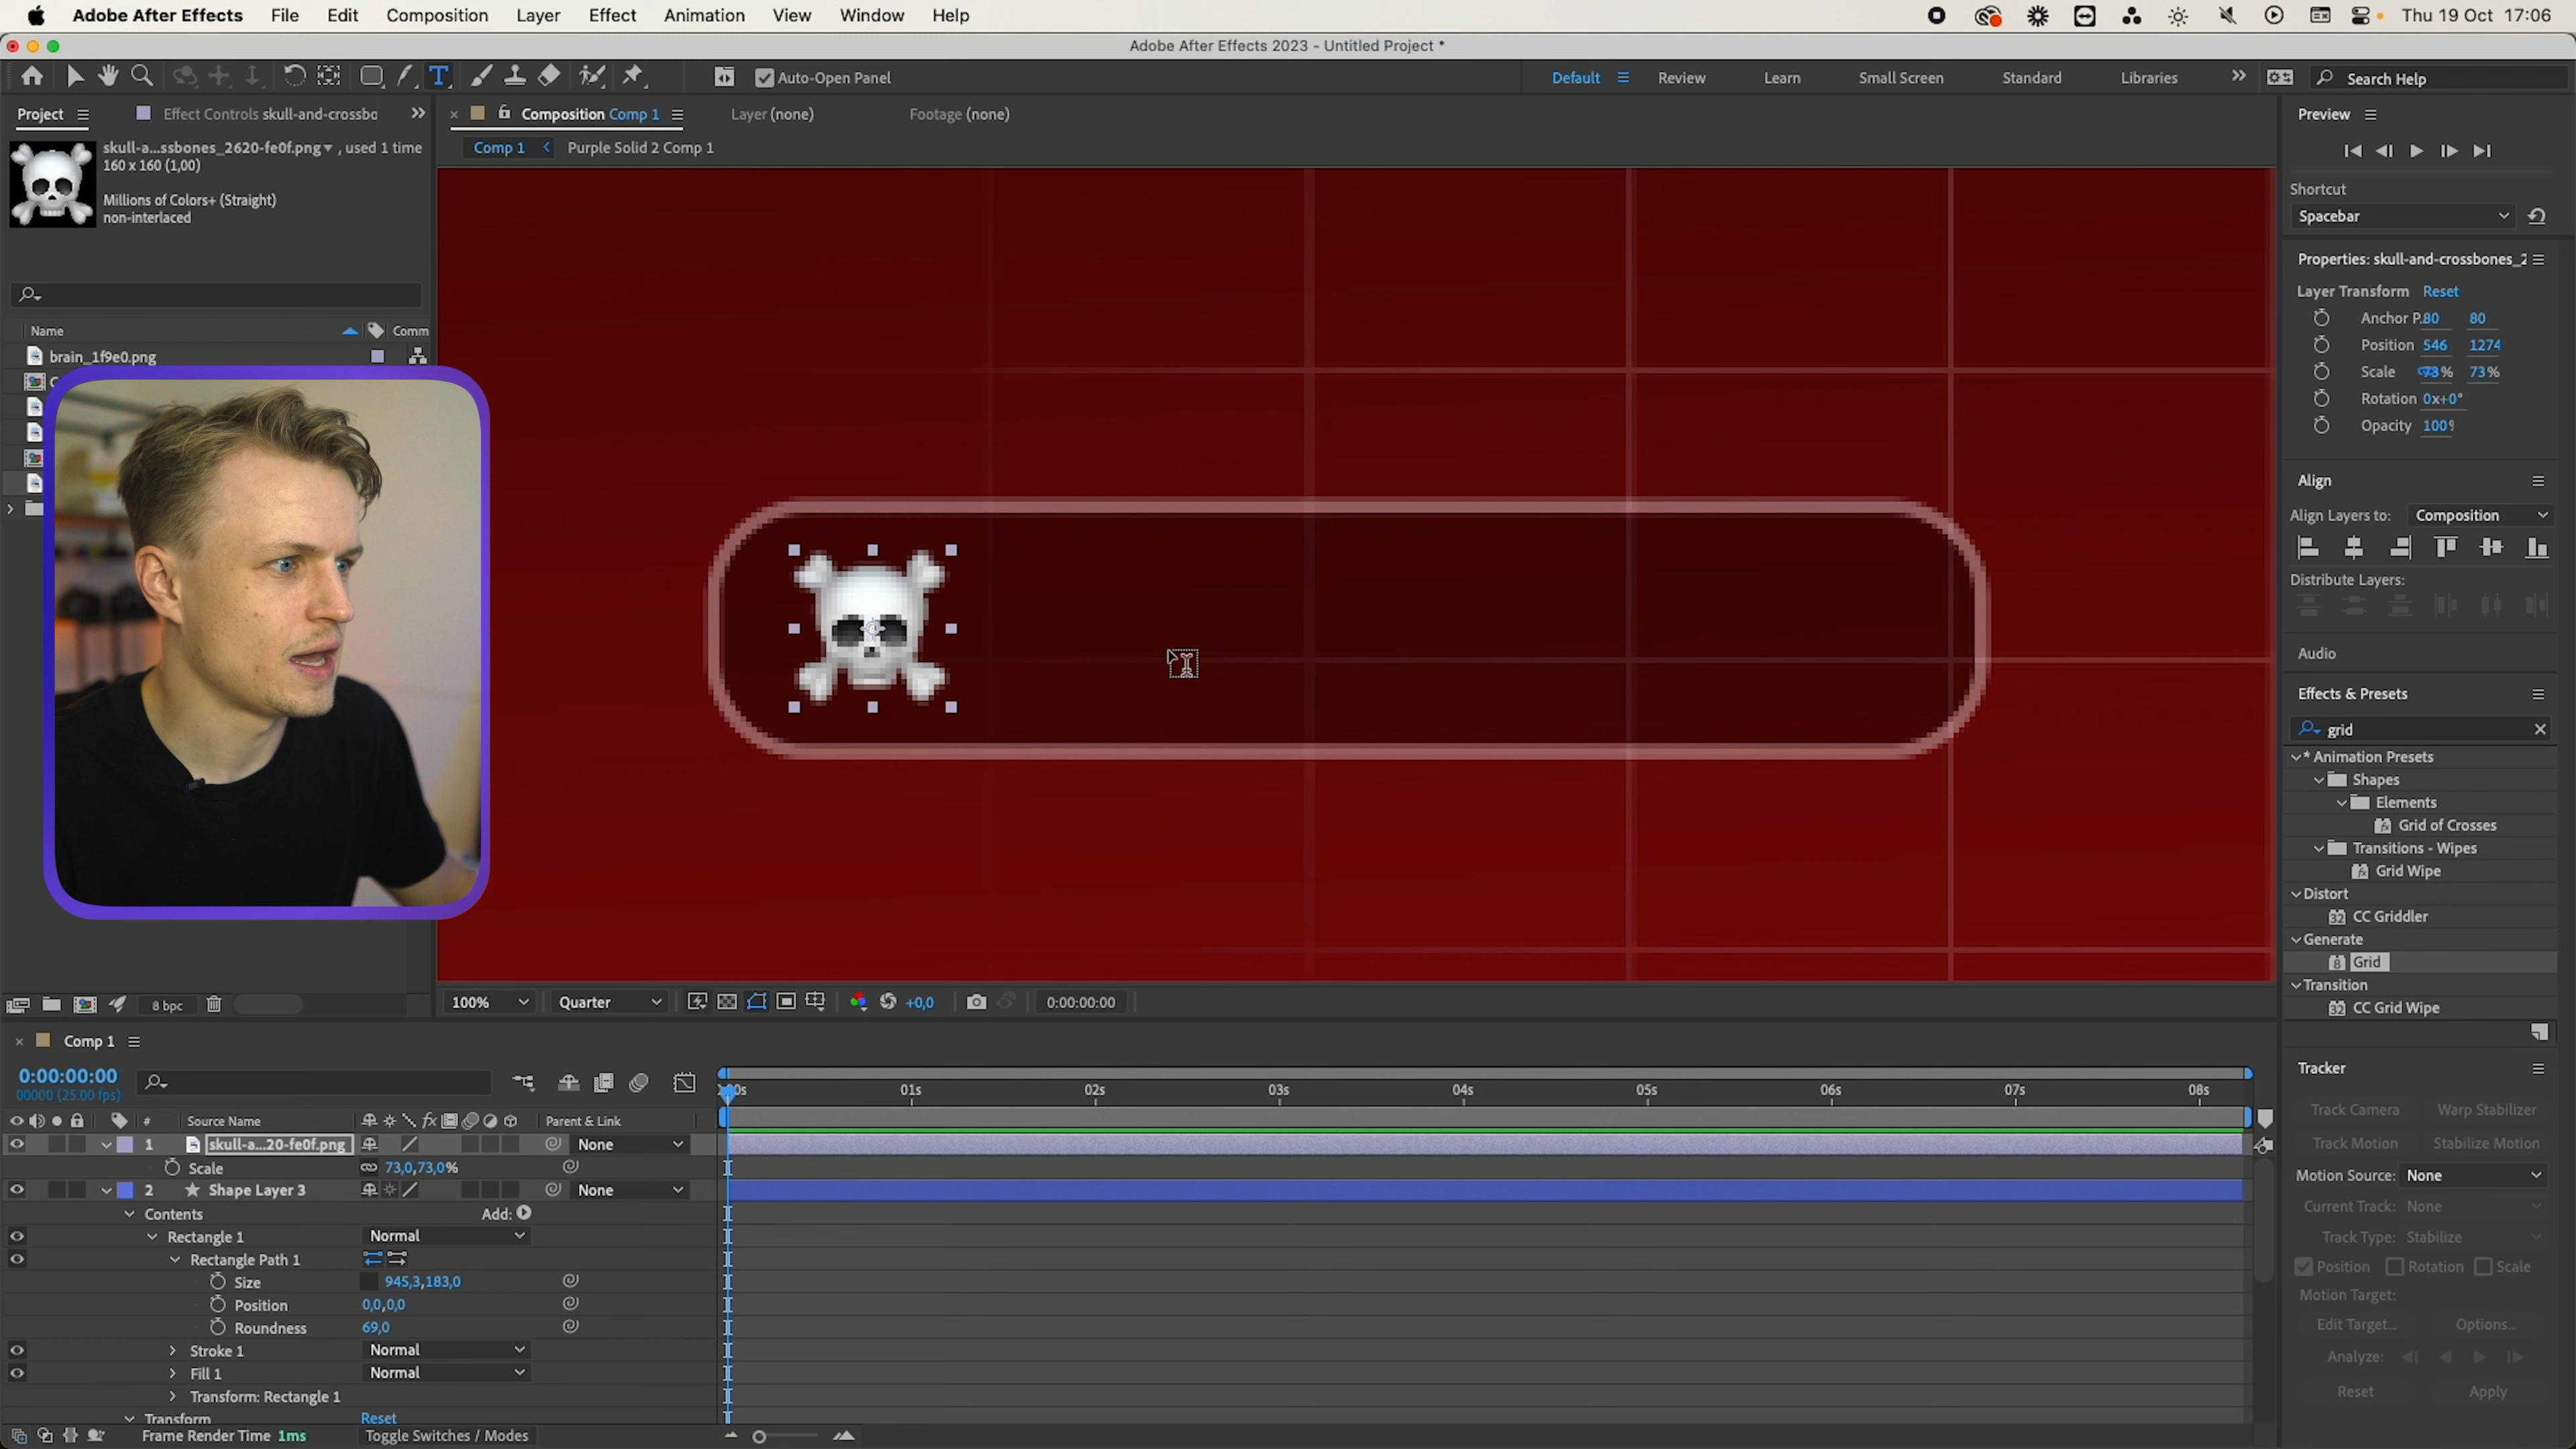 Adobe After Effects File Edit Composition Layer Effect Animation View Window Help
Thu 19 Oct 17:06
Adobe After Effects 2023 - Untitled Project *
Auto-Open Panel
Default Review Learn Small Screen Standard Libraries
Search Help
Project Effect Controls skull-and-crossbo
skull-a...ssbones_2620-fe0f.png , used 1 time
160 x 160 (1,00)
Millions of Colors+ (Straight)
non-interlaced
Name Comm
brain_1f9e0.png
8 bpc
Composition Comp 1 Layer (none) Footage (none)
Comp 1 Purple Solid 2 Comp 1
100% Quarter +0,0 0:00:00:00
Preview
Shortcut
Spacebar
Properties: skull-and-crossbones_2
Layer Transform Reset
Anchor P. 80 80
Position 546 1274
Scale 73% 73%
Rotation 0x+0°
Opacity 100
Align
Align Layers to: Composition
Distribute Layers:
Audio
Effects & Presets
grid
* Animation Presets
Shapes
Elements
Grid of Crosses
Transitions - Wipes
Grid Wipe
Distort
32 CC Griddler
Generate
8 Grid
Transition
32 CC Grid Wipe
Tracker
Track Camera Warp Stabilizer
Track Motion Stabilize Motion
Motion Source: None
Current Track: None
Track Type: Stabilize
Position Rotation Scale
Motion Target:
Edit Target... Options...
Analyze:
Reset Apply
Comp 1
0:00:00:00
00000 (25.00 fps)
01s 02s 03s 04s 05s 06s 07s 08s
# Source Name fx Parent & Link
1 skull-a...20-fe0f.png None
Scale 73,0,73,0%
2 Shape Layer 3 None
Contents Add:
Rectangle 1 Normal
Rectangle Path 1
Size 945,3,183,0
Position 0,0,0,0
Roundness 69,0
Stroke 1 Normal
Fill 1 Normal
Transform: Rectangle 1
Transform Reset
Frame Render Time 1ms Toggle Switches / Modes